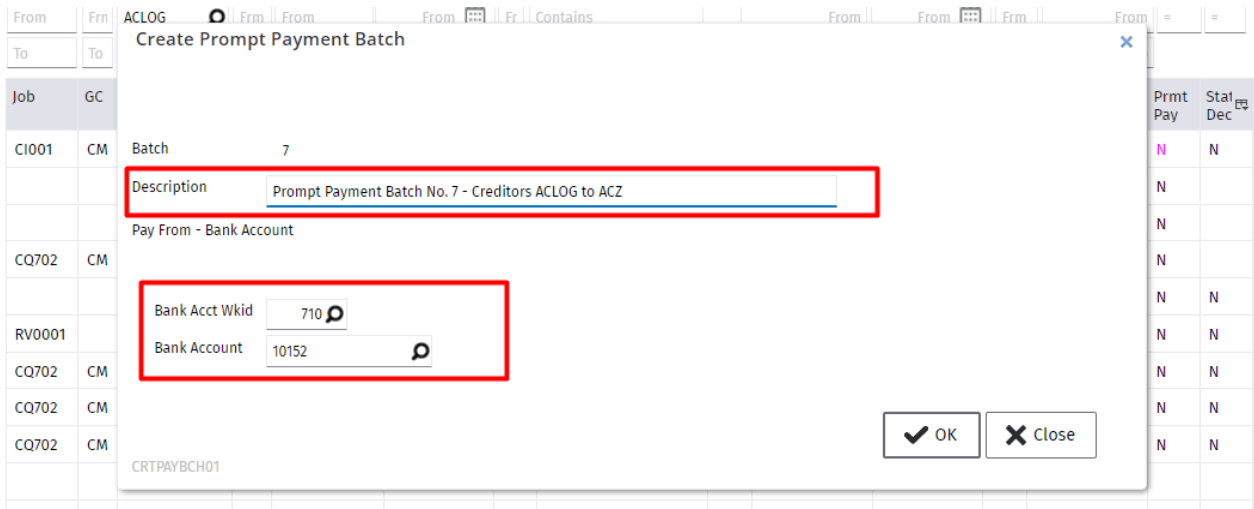 From Frn ACLOG Frm From From Fr Contains From From Frm From = =
To To
Create Prompt Payment Batch
Job GC Prmt Pay Stat Dec
CI001 CM Batch 7 N N
Description Prompt Payment Batch No. 7 - Creditors ACLOG to ACZ N
Pay From - Bank Account N
CQ702 CM N
Bank Acct Wkid 710 N N
RV0001 N N
Bank Account 10152
CQ702 CM N N
CQ702 CM N N
OK Close
CQ702 CM N N
CRTPAYBCH01